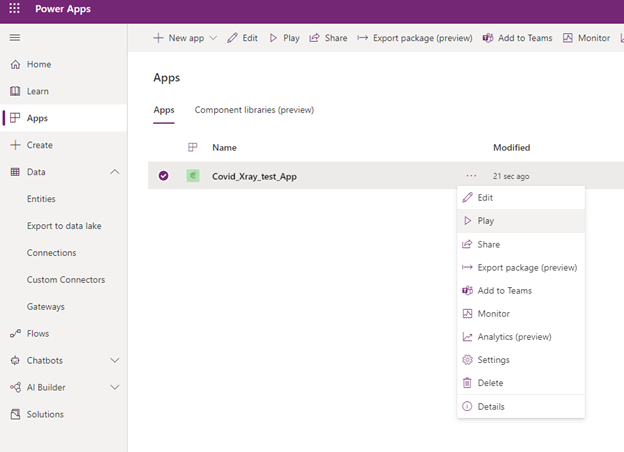 Power Apps
New app Edit Play Share Export package (preview) Add to Teams Monitor
Home
Learn
Apps
Create
Data
Entities
Export to data lake
Connections
Custom Connectors
Gateways
Flows
Chatbots
AI Builder
Solutions
Apps
Apps Component libraries (preview)
Name Modified
Covid_Xray_test_App ... 21 sec ago
Edit
Play
Share
Export package (preview)
Add to Teams
Monitor
Analytics (preview)
Settings
Delete
Details